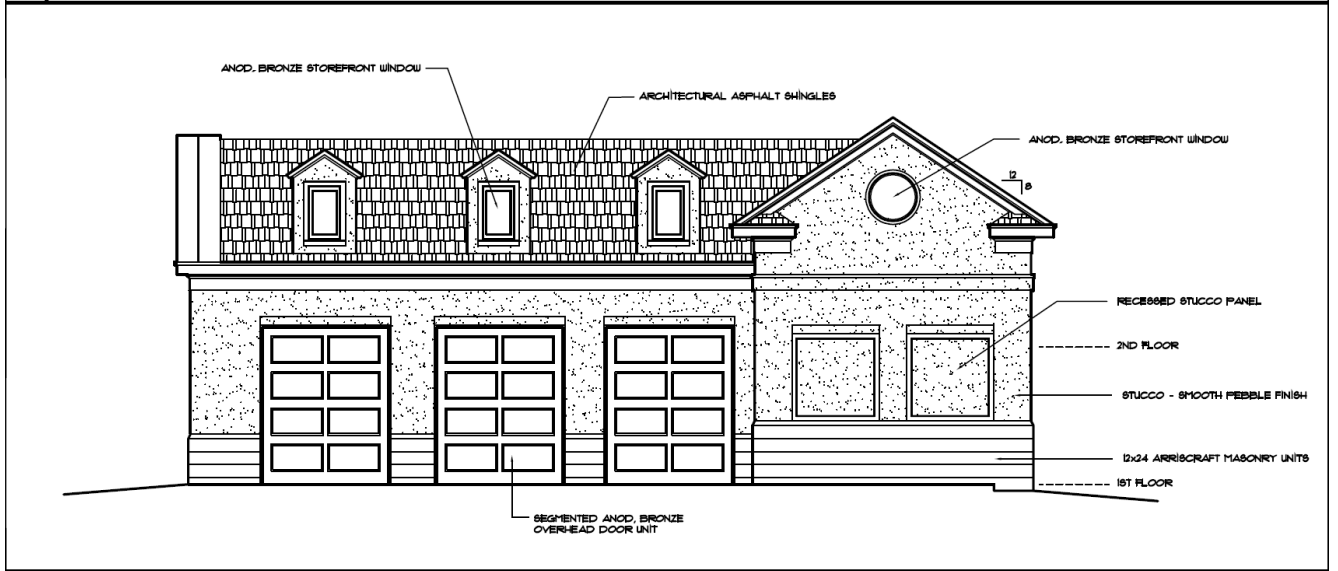 ANOD. BRONZE STOREFRONT WINDOW
ARCHITECTURAL ASPHALT SHINGLES
ANOD. BRONZE STOREFRONT WINDOW
12
8
RECESSED STUCCO PANEL
2ND FLOOR
STUCCO - SMOOTH PEBBLE FINISH
12x24 ARRISCRAFT MASONRY UNITS
1ST FLOOR
SEGMENTED ANOD. BRONZE
OVERHEAD DOOR UNIT